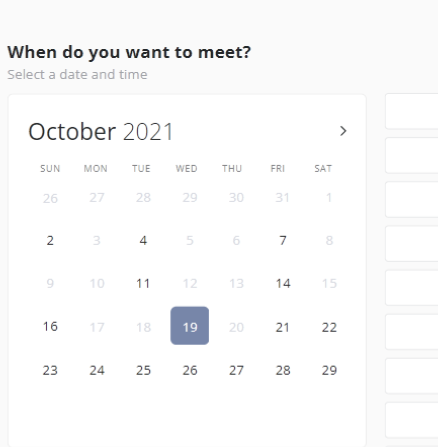 When do you want to meet?
Select a date and time
October 2021
SUN MON TUE WED THU FRI SAT
26 27 28 29 30 31 1
2 3 4 5 6 7 8
9 10 11 12 13 14 15
16 17 18 19 20 21 22
23 24 25 26 27 28 29